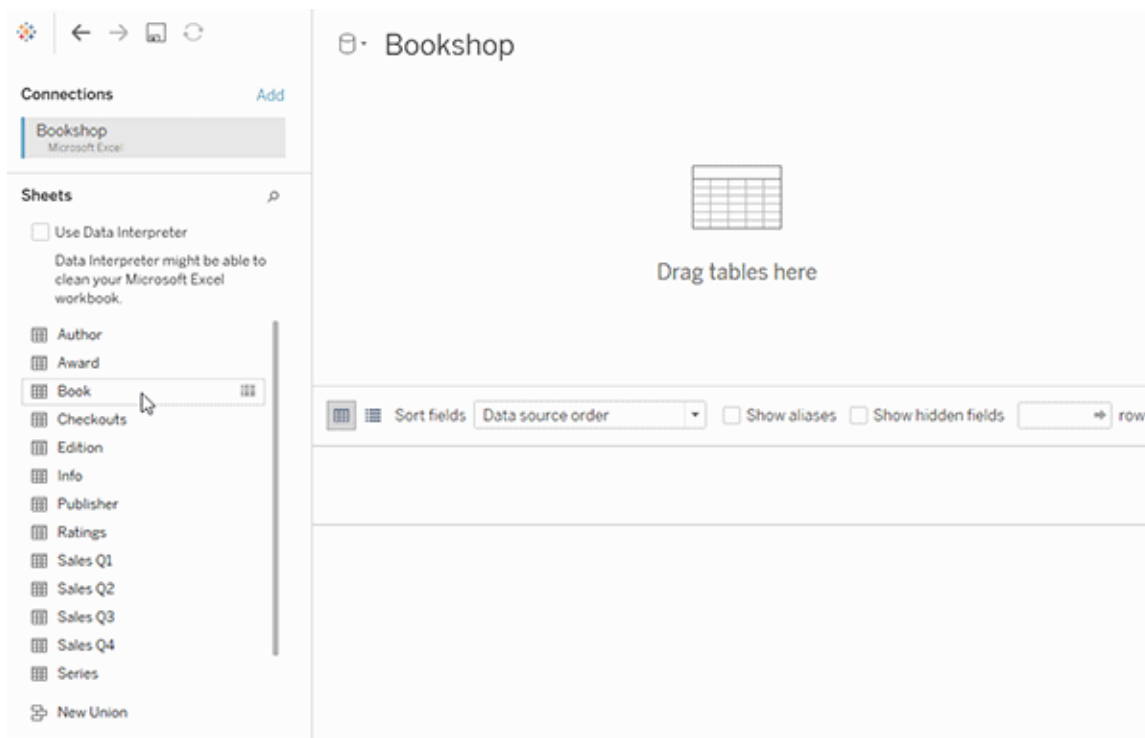 Bookshop
Connections
Add
Bookshop
Microsoft Excel
Sheets
Use Data Interpreter
Data Interpreter might be able to
clean your Microsoft Excel
workbook.
Author
Award
Book
Checkouts
Edition
Info
Publisher
Ratings
Sales Q1
Sales Q2
Sales Q3
Sales Q4
Series
New Union
Drag tables here
Sort fields Data source order Show aliases Show hidden fields row